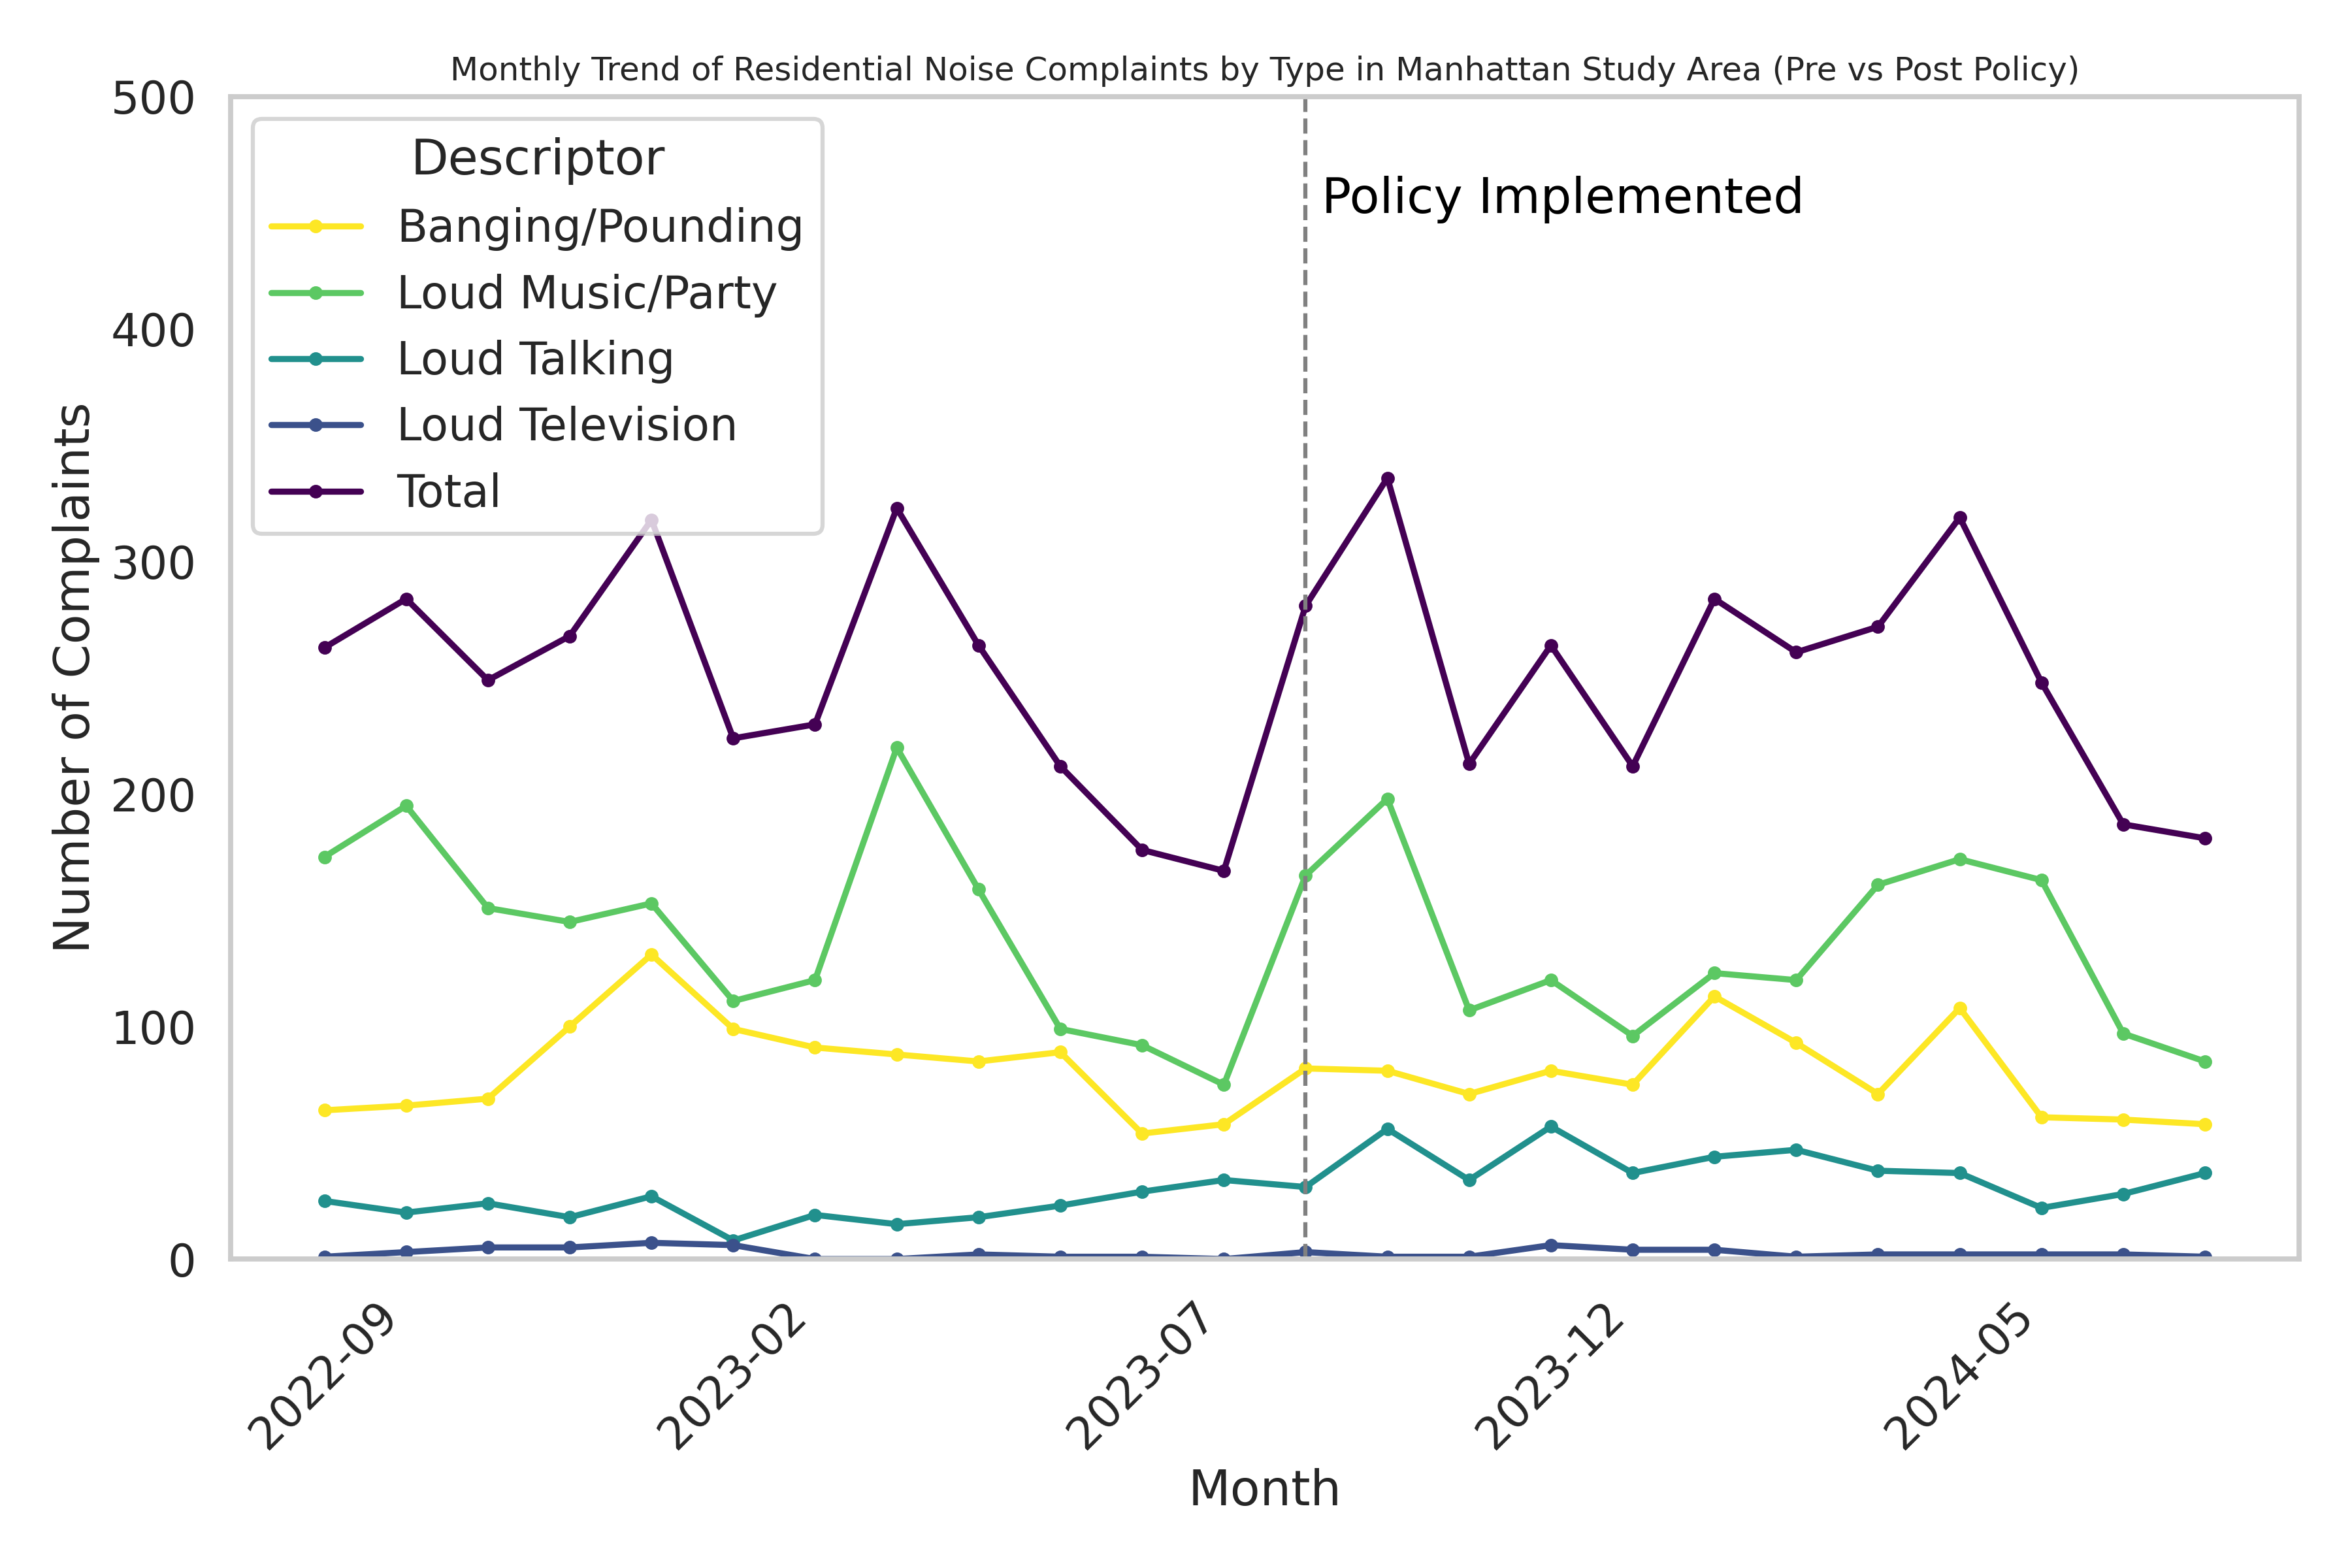 Monthly Trend of Residential Noise Complaints by Type in Manhattan Study Area (Pre vs Post Policy)
500
400
300
200
100
0
Number of Complaints
Descriptor
Banging/Pounding
Loud Music/Party
Loud Talking
Loud Television
Total
Policy Implemented
2022-09
2023-02
2023-07
2023-12
2024-05
Month